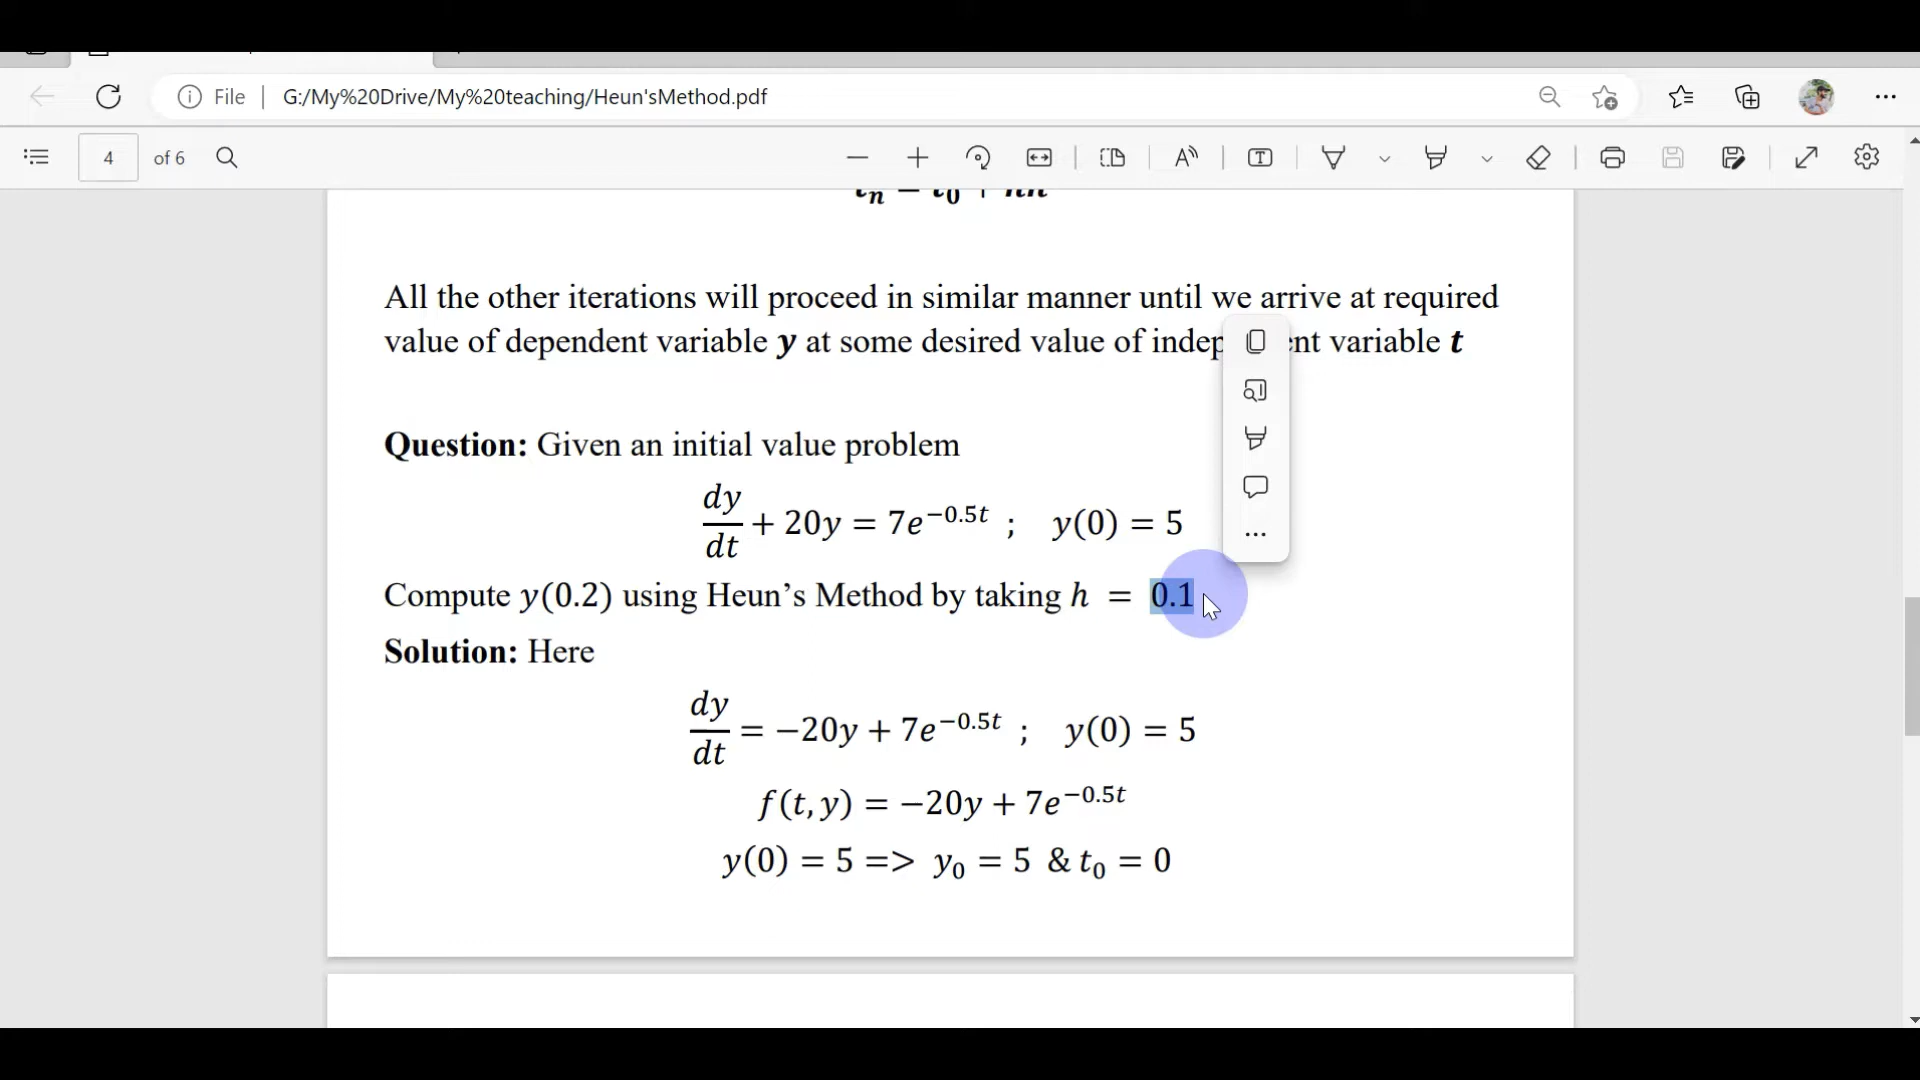 File
G:/My%20Drive/My%20teaching/Heun'sMethod.pdf
4 of 6
All the other iterations will proceed in similar manner until we arrive at required
value of dependent variable y at some desired value of indep ent variable t
Question: Given an initial value problem
dy/dt + 20y = 7e^{−0.5t} ; y(0) = 5
Compute y(0.2) using Heun’s Method by taking h = 0.1
Solution: Here
dy/dt = −20y + 7e^{−0.5t} ; y(0) = 5
f(t, y) = −20y + 7e^{−0.5t}
y(0) = 5 => y₀ = 5 & t₀ = 0